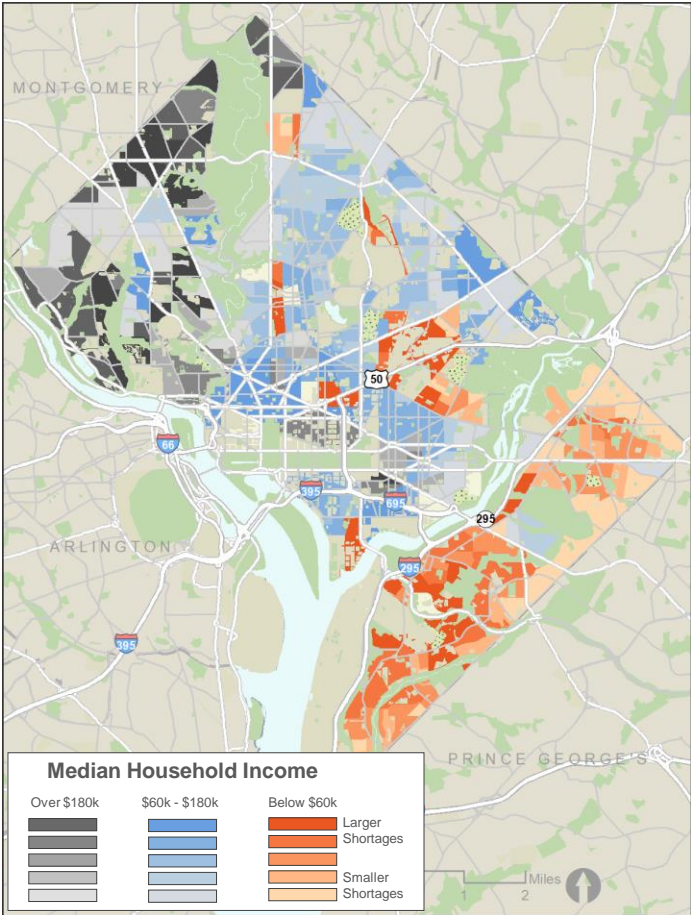 MONTGOMERY
50
66
395
695
295
ARLINGTON
295
395
PRINCE GEORGE'S
Median Household Income
Over $180k
$60k - $180k
Below $60k
Larger
Shortages
Smaller
Shortages
Miles
1
2